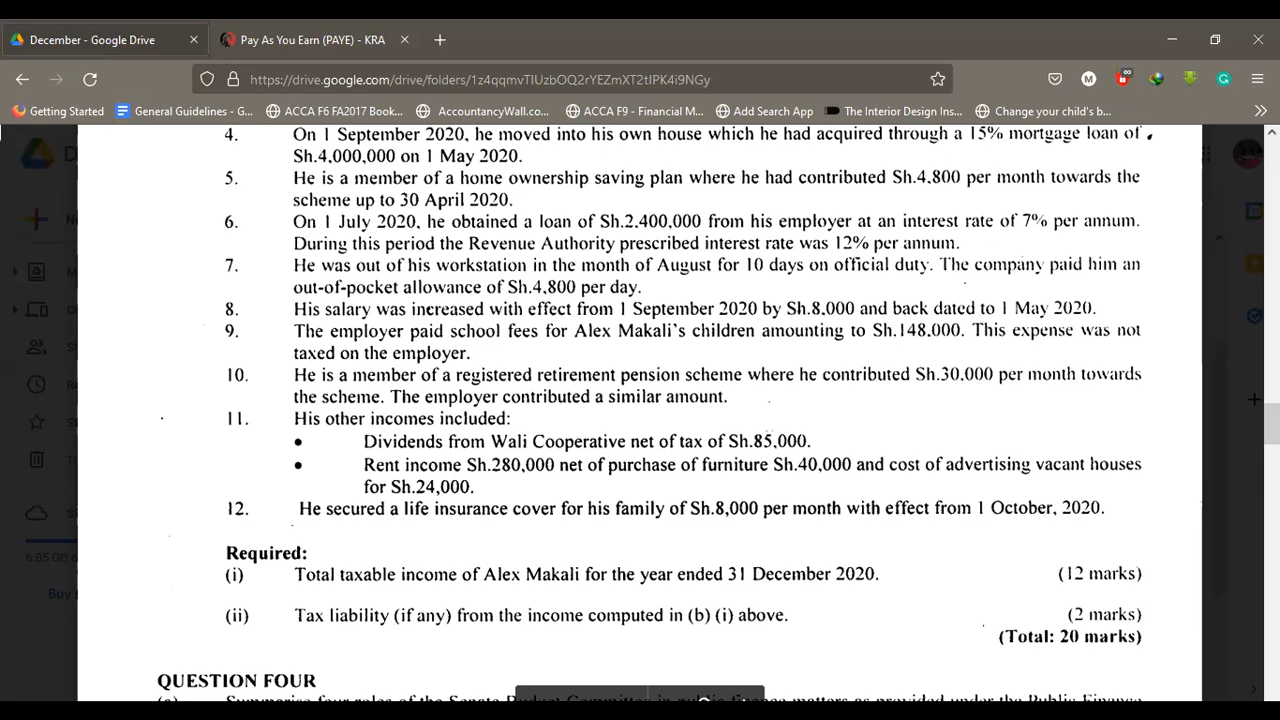 December - Google Drive
Pay As You Earn (PAYE) - KRA
https://drive.google.com/drive/folders/1z4qqmvTIUzbOQ2rYEZmXT2tIPK4i9NGy
Getting Started
General Guidelines - G...
ACCA F6 FA2017 Book...
AccountancyWall.co...
ACCA F9 - Financial M...
Add Search App
The Interior Design Ins...
Change your child's b...
4. On 1 September 2020, he moved into his own house which he had acquired through a 15% mortgage loan of
Sh.4,000,000 on 1 May 2020.
5. He is a member of a home ownership saving plan where he had contributed Sh.4,800 per month towards the
scheme up to 30 April 2020.
6. On 1 July 2020, he obtained a loan of Sh.2,400,000 from his employer at an interest rate of 7% per annum.
During this period the Revenue Authority prescribed interest rate was 12% per annum.
7. He was out of his workstation in the month of August for 10 days on official duty. The company paid him an
out-of-pocket allowance of Sh.4,800 per day.
8. His salary was increased with effect from 1 September 2020 by Sh.8,000 and back dated to 1 May 2020.
9. The employer paid school fees for Alex Makali's children amounting to Sh.148,000. This expense was not
taxed on the employer.
10. He is a member of a registered retirement pension scheme where he contributed Sh.30,000 per month towards
the scheme. The employer contributed a similar amount.
11. His other incomes included:
• Dividends from Wali Cooperative net of tax of Sh.85,000.
• Rent income Sh.280,000 net of purchase of furniture Sh.40,000 and cost of advertising vacant houses
for Sh.24,000.
12. He secured a life insurance cover for his family of Sh.8,000 per month with effect from 1 October, 2020.
Required:
(i) Total taxable income of Alex Makali for the year ended 31 December 2020. (12 marks)
(ii) Tax liability (if any) from the income computed in (b) (i) above. (2 marks)
(Total: 20 marks)
QUESTION FOUR
6.85 GB
Buy